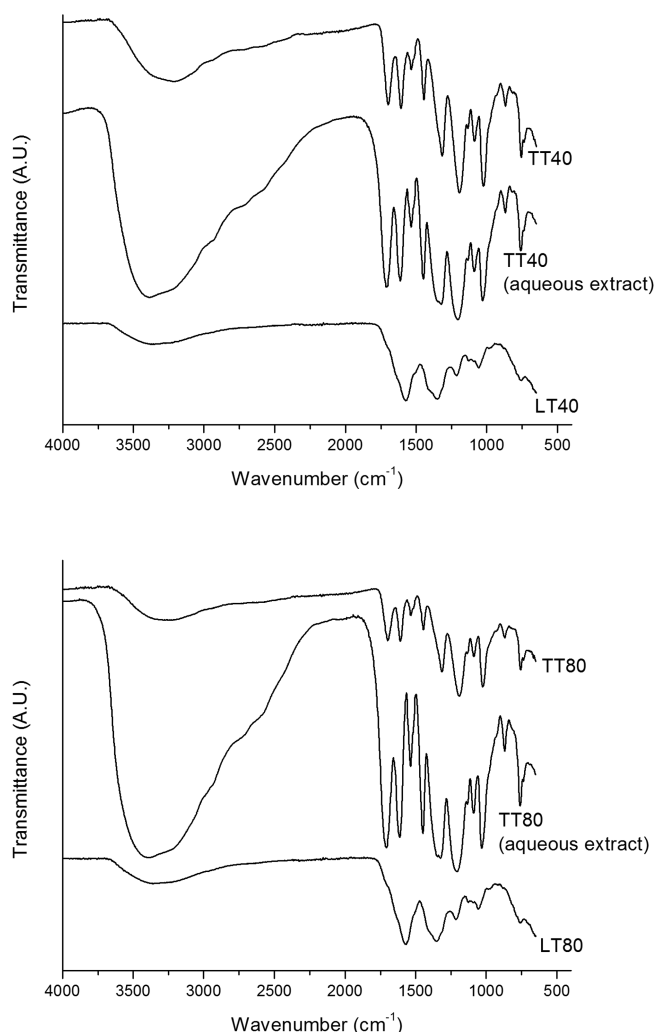 Transmittance (A.U.)
TT40
TT40
(aqueous extract)
LT40
4000 3500 3000 2500 2000 1500 1000 500
Wavenumber (cm⁻¹)
Transmittance (A.U.)
TT80
TT80
(aqueous extract)
LT80
4000 3500 3000 2500 2000 1500 1000 500
Wavenumber (cm⁻¹)